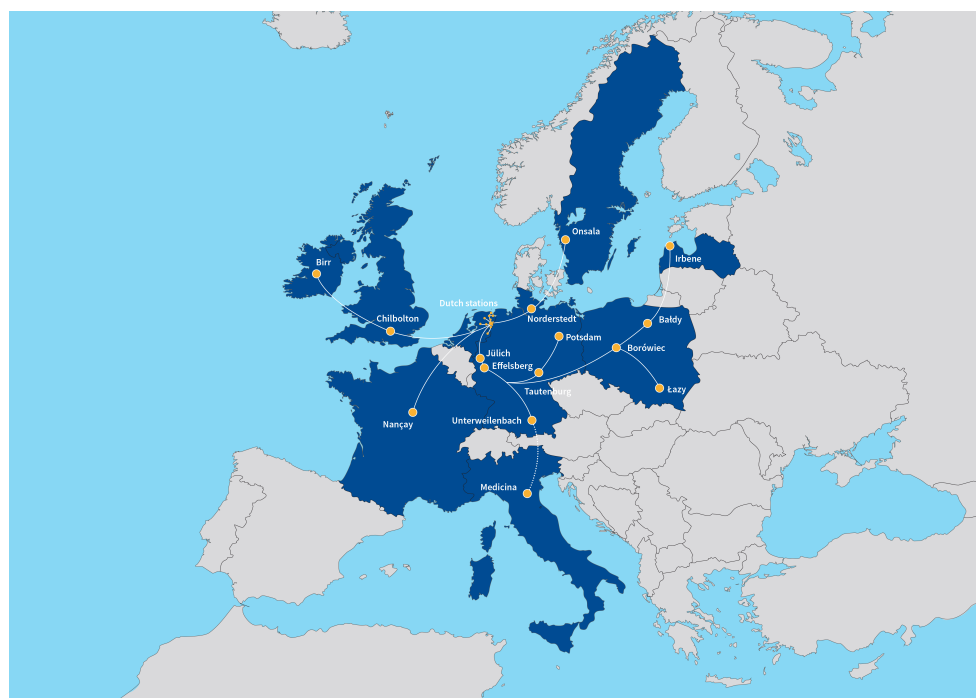 Onsala
Irbene
Birr
Dutch stations
Chilbolton
Norderstedt
Bałdy
Potsdam
Borówiec
Jülich
Effelsberg
Tautenburg
Łazy
Nançay
Unterweilenbach
Medicina